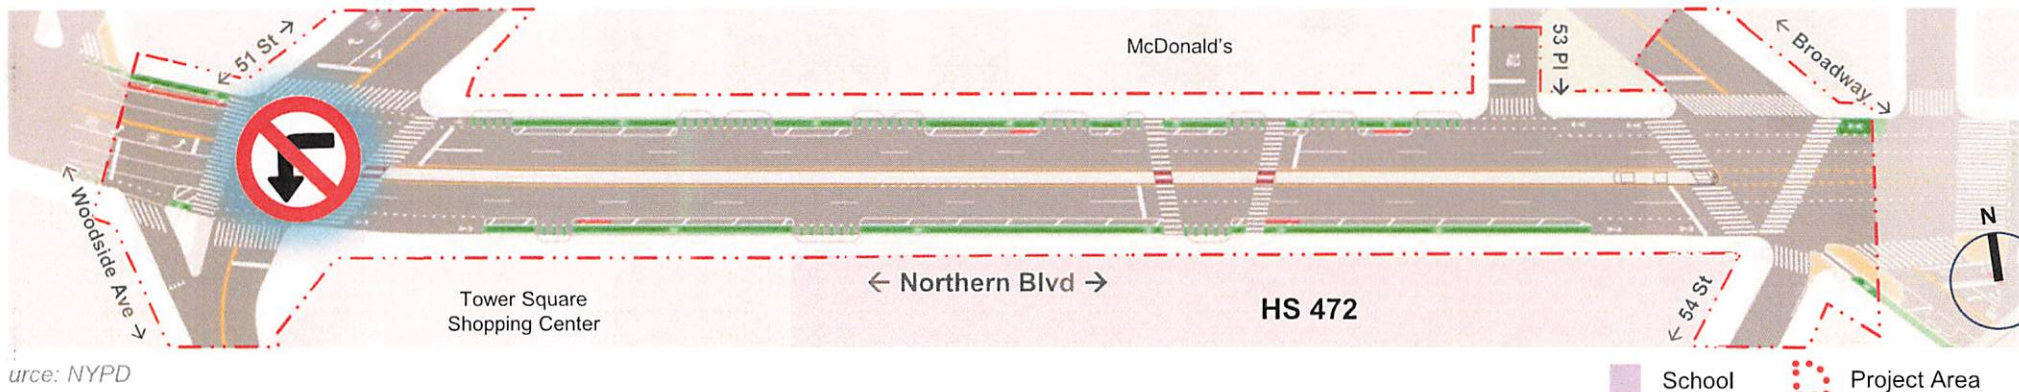 ← 51 St →
McDonald's
53 Pl →
← Broadway →
← Woodside Ave →
Tower Square
Shopping Center
← Northern Blvd →
HS 472
← 54 St
N
urce: NYPD
School
Project Area